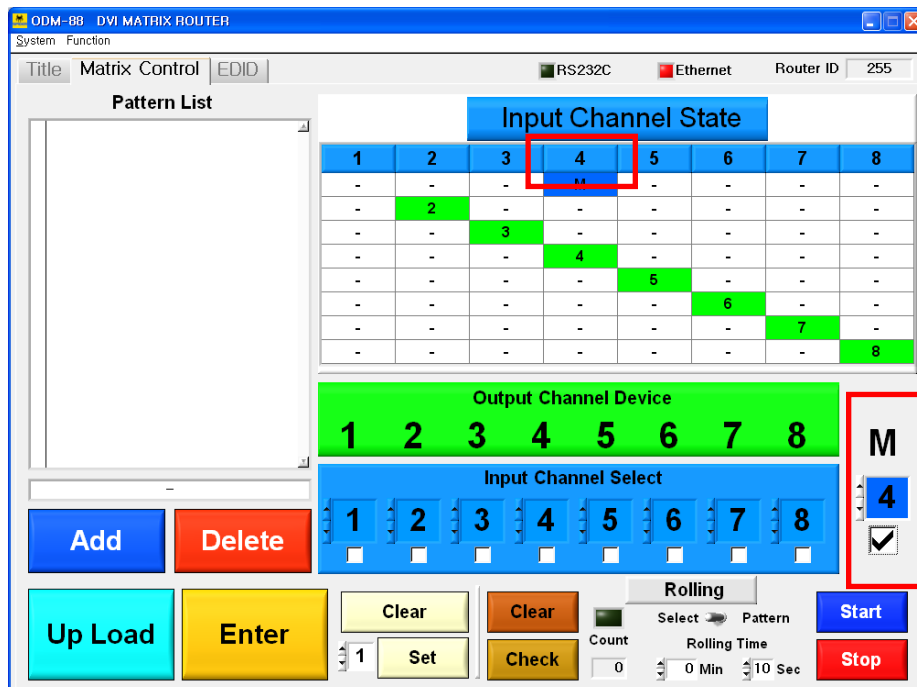 ODM-88 DVI MATRIX ROUTER
System Function
Title Matrix Control EDID RS232C Ethernet Router ID 255
Pattern List
Input Channel State
1 2 3 4 5 6 7 8
- - - M - - - -
- 2 - - - - - -
- - 3 - - - - -
- - - 4 - - - -
- - - - 5 - - -
- - - - - 6 - -
- - - - - - 7 -
- - - - - - - 8
Output Channel Device
1 2 3 4 5 6 7 8
M
Input Channel Select
1 2 3 4 5 6 7 8
4
–
Add Delete
Up Load Enter
Clear
1 Set
Clear
Check
Rolling
Select Pattern
Count
0
Rolling Time
0 Min 10 Sec
Start
Stop